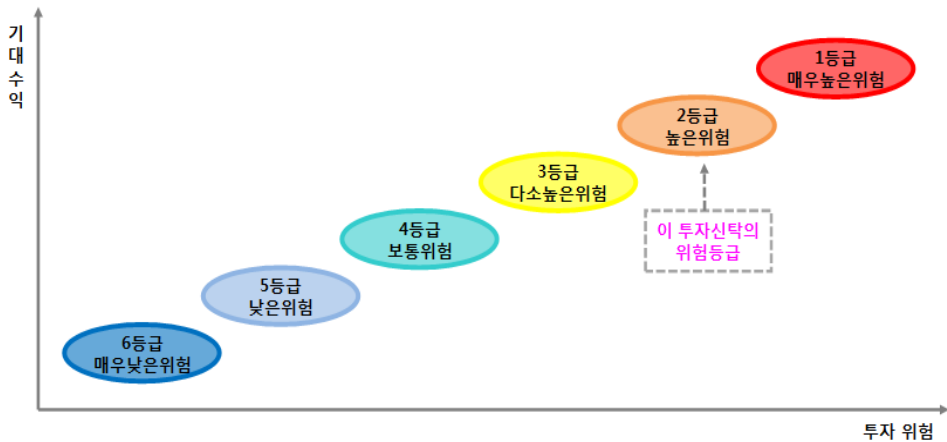 기
대
수
익
1등급
매우높은위험
2등급
높은위험
3등급
다소높은위험
이 투자신탁의
위험등급
4등급
보통위험
5등급
낮은위험
6등급
매우낮은위험
투자 위험